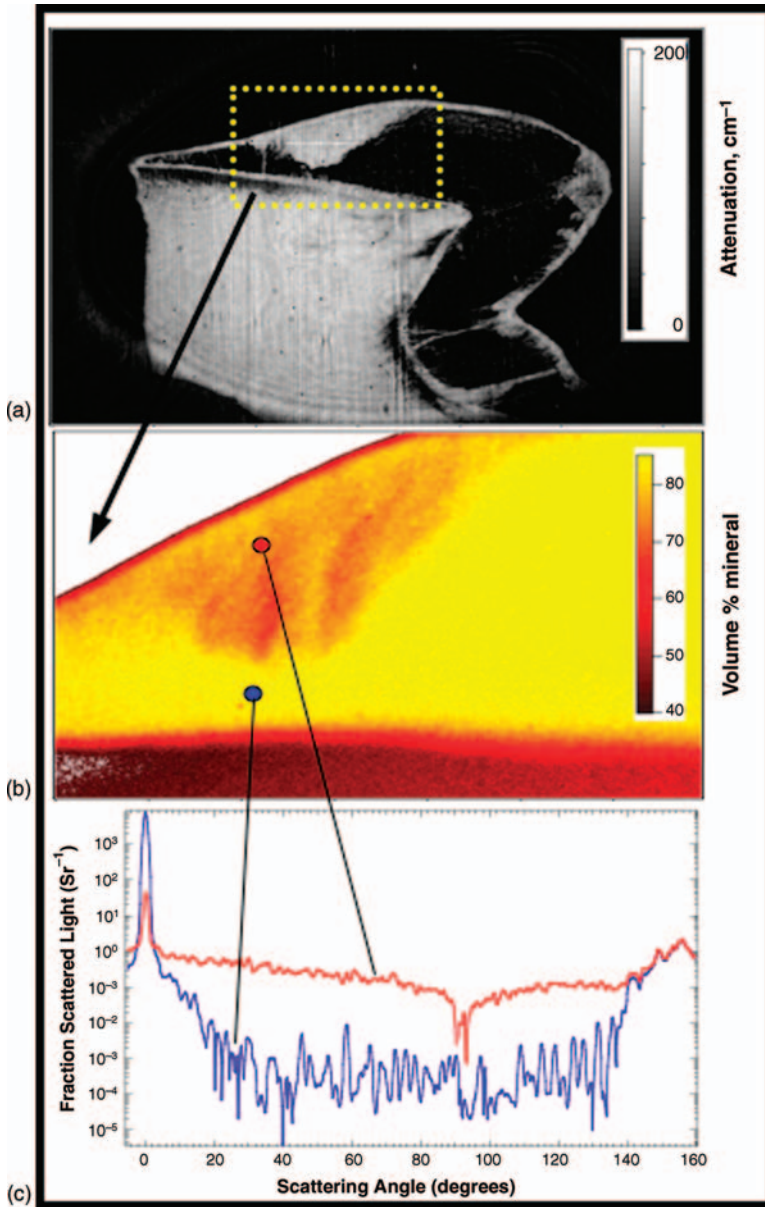 200
0
Attenuation, cm⁻¹
(a)
80
70
60
50
40
Volume % mineral
(b)
10³
10²
10¹
10⁰
10⁻³
10⁻²
10⁻³
10⁻⁴
10⁻⁵
Fraction Scattered Light (Sr⁻¹)
0 20 40 60 80 100 120 140 160
Scattering Angle (degrees)
(c)